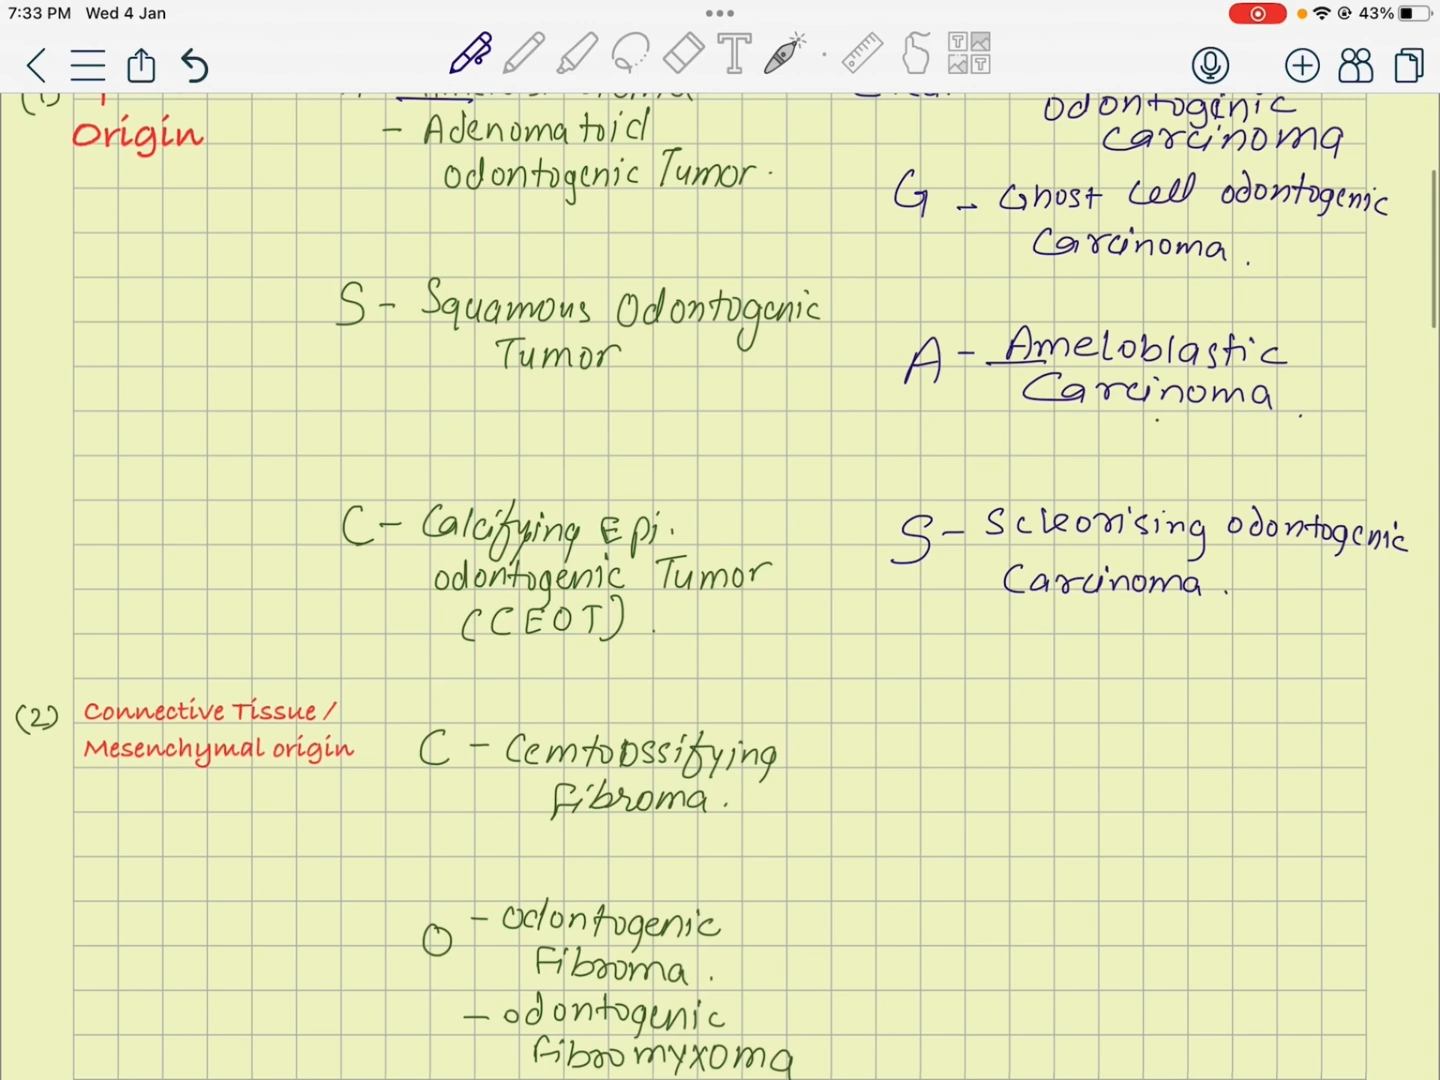 7:33 PM Wed 4 Jan
43%
(1)
Origin
- Adenomatoid
odontogenic Tumor.
odontogenic
carcinoma
G - Ghost cell odontogenic
Carcinoma.
S - Squamous Odontogenic
Tumor
A - Ameloblastic
Carcinoma
C - Calcifying Epi.
odontogenic Tumor
(CEOT).
S - Scleorising odontogenic
Carcinoma.
(2) Connective Tissue /
Mesenchymal origin
C - Cemtoossifying
Fibroma.
O - odontogenic
Fibroma.
- odontogenic
fibromyxoma